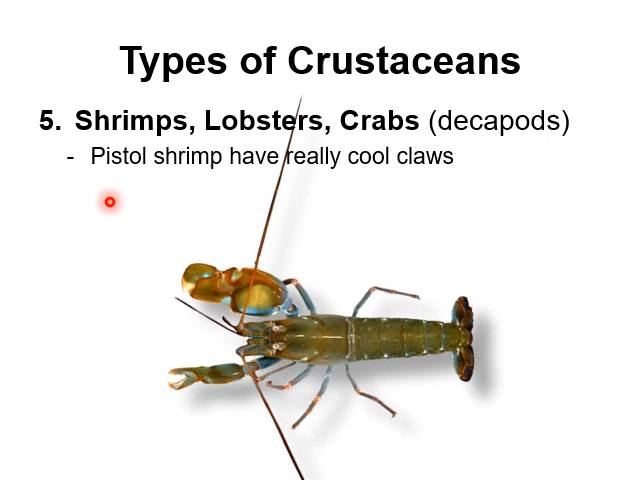 Types of Crustaceans
5. Shrimps, Lobsters, Crabs (decapods)
- Pistol shrimp have really cool claws